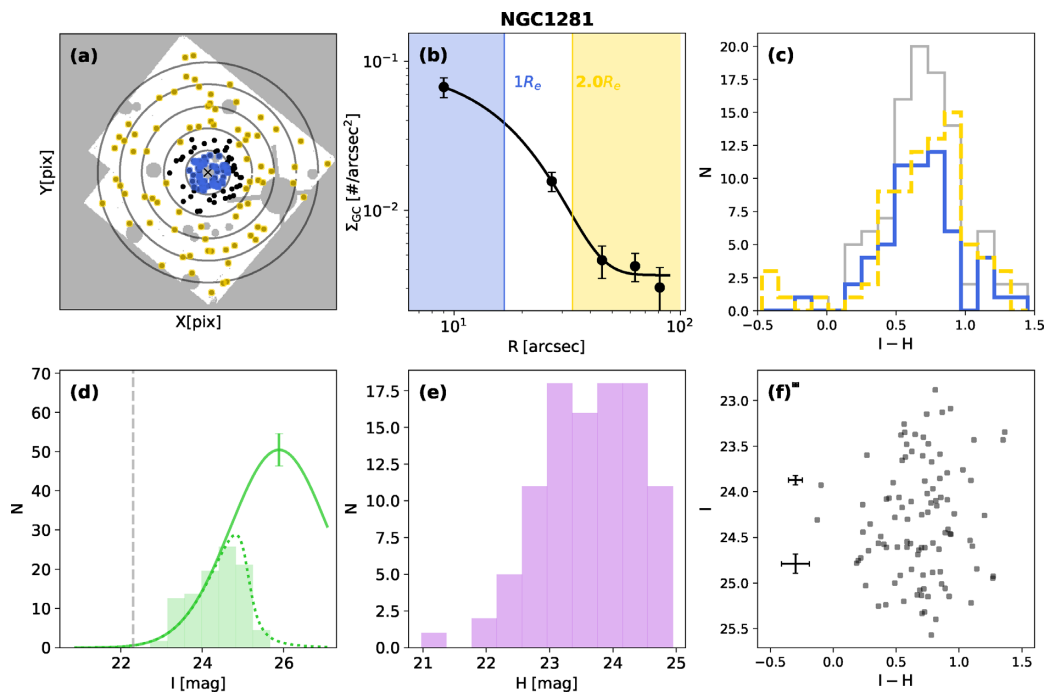 NGC1281
(a)
Y[pix]
X[pix]
(b)
1Rₑ
2.0Rₑ
Σ_GC [#/arcsec²]
10⁻¹
10⁻²
10¹
10²
R [arcsec]
(c)
N
20.0
17.5
15.0
12.5
10.0
7.5
5.0
2.5
0.0
−0.5 0.0 0.5 1.0 1.5
I − H
(d)
N
70
60
50
40
30
20
10
0
22 24 26
I [mag]
(e)
N
17.5
15.0
12.5
10.0
7.5
5.0
2.5
0.0
21 22 23 24 25
H [mag]
(f)
I
23.0
23.5
24.0
24.5
25.0
25.5
−0.5 0.0 0.5 1.0 1.5
I − H